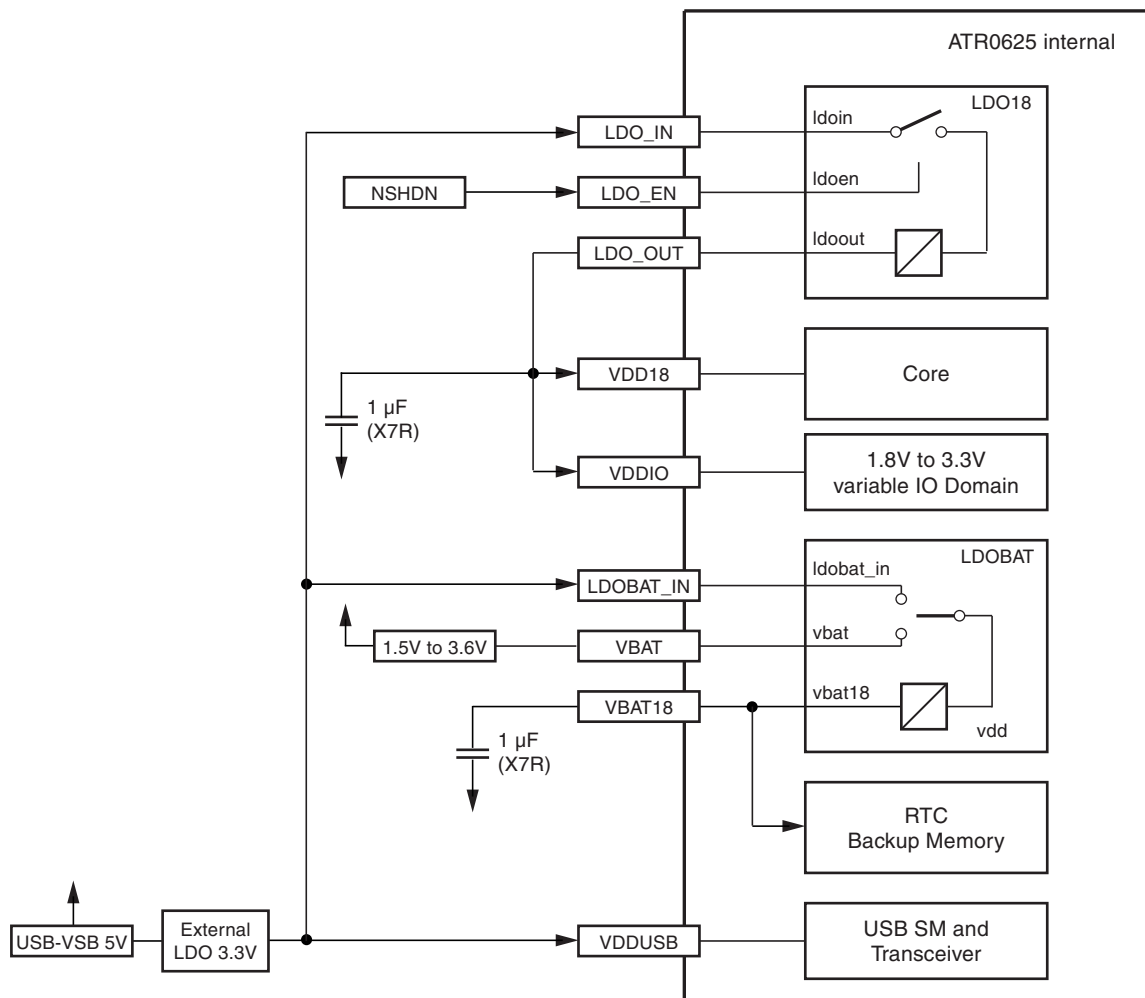 ATR0625 internal
LDO18
LDO_IN
ldoin
NSHDN
LDO_EN
ldoen
LDO_OUT
ldoout
VDD18
Core
1 µF
(X7R)
VDDIO
1.8V to 3.3V
variable IO Domain
LDOBAT
LDOBAT_IN
ldobat_in
1.5V to 3.6V
VBAT
vbat
VBAT18
vbat18
vdd
1 µF
(X7R)
RTC
Backup Memory
USB-VSB 5V
External
LDO 3.3V
VDDUSB
USB SM and
Transceiver